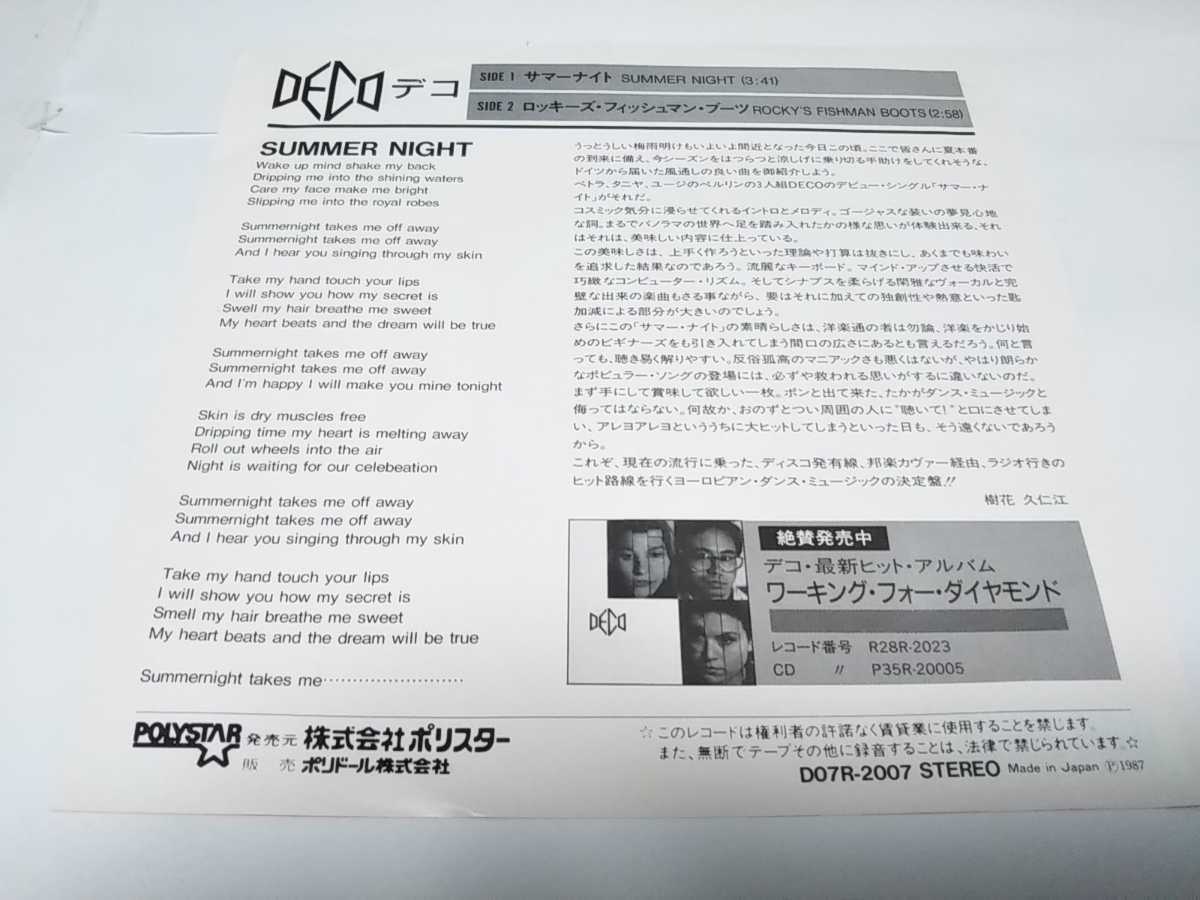 DECO デコ
SIDE 1 サマーナイト SUMMER NIGHT (3:41)
SIDE 2 ロッキーズ・フィッシュマン・ブーツ ROCKY'S FISHMAN BOOTS (2:58)
SUMMER NIGHT
Wake up mind shake my back
Dripping me into the shining waters
Care my face make me bright
Slipping me into the royal robes
Summernight takes me off away
Summernight takes me off away
And I hear you singing through my skin
Take my hand touch your lips
I will show you how my secret is
Swell my hair breathe me sweet
My heart beats and the dream will be true
Summernight takes me off away
Summernight takes me off away
And I'm happy I will make you mine tonight
Skin is dry muscles free
Dripping time my heart is melting away
Roll out wheels into the air
Night is waiting for our celebeation
Summernight takes me off away
Summernight takes me off away
And I hear you singing through my skin
Take my hand touch your lips
I will show you how my secret is
Smell my hair breathe me sweet
My heart beats and the dream will be true
Summernight takes me························
うっとうしい梅雨明けもいよいよ間近となった今日この頃。ここで皆さんに夏本番
の到来に備え、今シーズンをはつらつと涼しげに乗り切る手助けをしてくれそうな、
ドイツから届いた風通しの良い曲を御紹介しよう。
ペトラ、タニヤ、ユージのベルリンの3人組DECOのデビュー・シングル「サマー・ナ
イト」がそれだ。
コスミック気分に浸らせてくれるイントロとメロディ。ゴージャスな装いの夢見心地
な詞。まるでパノラマの世界へ足を踏み入れたかの様な思いが体験出来る、それ
はそれは、美味しい内容に仕上っている。
この美味しさは、上手く作ろうといった理論や打算は抜きにし、あくまでも味わい
を追求した結果なのであろう。流麗なキーボード。マインド・アップさせる快活で
巧緻なコンピューター・リズム。そしてシナプスを柔らげる閑雅なヴォーカルと完
璧な出来の楽曲もさる事ながら、要はそれに加えての独創性や熱意といった匙
加減による部分が大きいのでしょう。
さらにこの「サマー・ナイト」の素晴らしさは、洋楽通の者は勿論、洋楽をかじり始
めのビギナーズをも引き入れてしまう間口の広さにあるとも言えるだろう。何と言
っても、聴き易く解りやすい。反俗孤高のマニアックさも悪くはないが、やはり朗らか
なポピュラー・ソングの登場には、必ずや救われる思いがするに違いないのだ。
まず手にして賞味して欲しい一枚。ポンと出て来た、たかがダンス・ミュージックと
侮ってはならない。何故か、おのずとつい周囲の人に“聴いて!”と口にさせてしま
い、アレヨアレヨといううちに大ヒットしてしまうといった日も、そう遠くないであろう
から。
これぞ、現在の流行に乗った、ディスコ発有線、邦楽カヴァー経由、ラジオ行きの
ヒット路線を行くヨーロピアン・ダンス・ミュージックの決定盤!!
樹花 久仁江
DECO
絶賛発売中
デコ・最新ヒット・アルバム
ワーキング・フォー・ダイヤモンド
レコード番号 R28R-2023
CD 〃 P35R-20005
POLYSTAR 発売元 株式会社ポリスター
販 売 ポリドール株式会社
☆このレコードは権利者の許諾なく賃貸業に使用することを禁じます。
また、無断でテープその他に録音することは、法律で禁じられています。☆
D07R-2007 STEREO Made in Japan Ⓟ1987